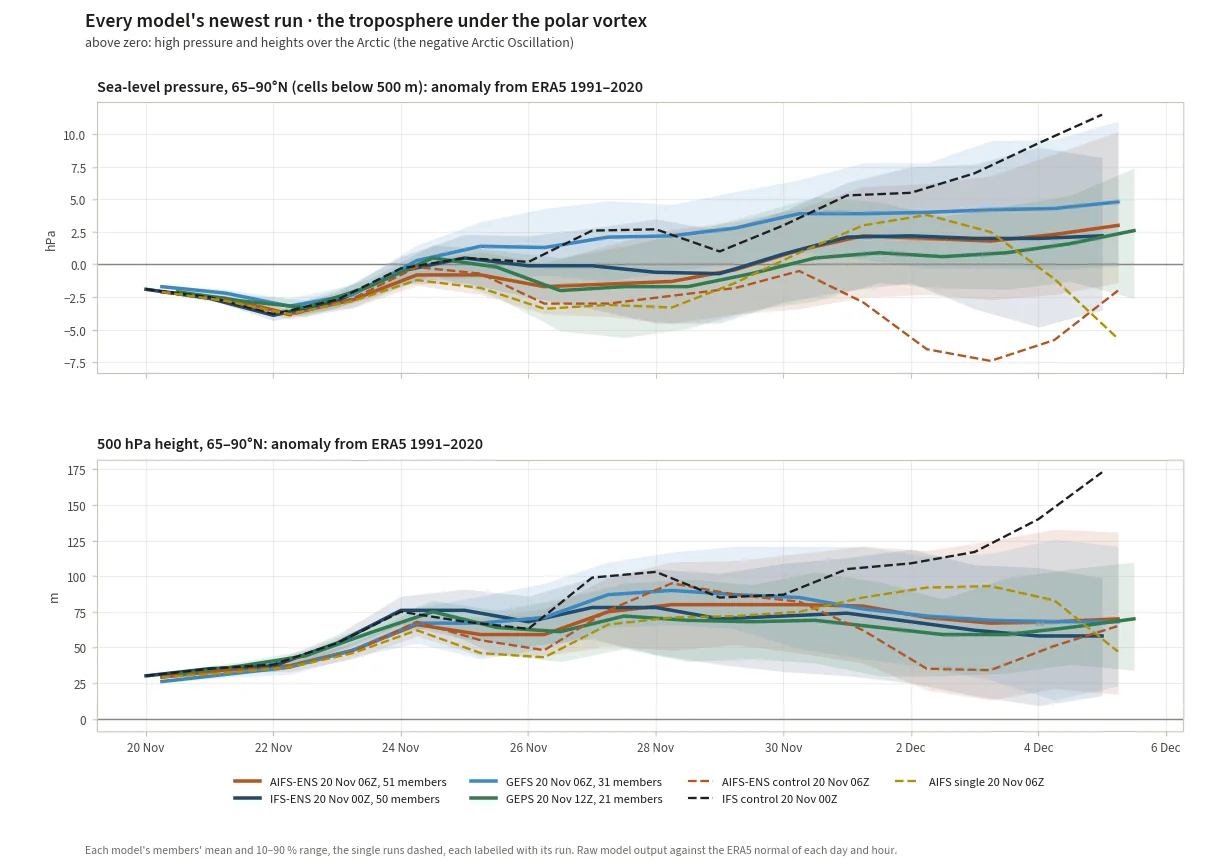 Every model's newest run · the troposphere under the polar vortex
above zero: high pressure and heights over the Arctic (the negative Arctic Oscillation)
Sea-level pressure, 65–90°N (cells below 500 m): anomaly from ERA5 1991–2020
10.0
7.5
5.0
2.5
0.0
−2.5
−5.0
−7.5
hPa
500 hPa height, 65–90°N: anomaly from ERA5 1991–2020
175
150
125
100
75
50
25
0
m
20 Nov 22 Nov 24 Nov 26 Nov 28 Nov 30 Nov 2 Dec 4 Dec 6 Dec
AIFS-ENS 20 Nov 06Z, 51 members GEFS 20 Nov 06Z, 31 members AIFS-ENS control 20 Nov 06Z AIFS single 20 Nov 06Z
IFS-ENS 20 Nov 00Z, 50 members GEPS 20 Nov 12Z, 21 members IFS control 20 Nov 00Z
Each model's members' mean and 10–90 % range, the single runs dashed, each labelled with its run. Raw model output against the ERA5 normal of each day and hour.